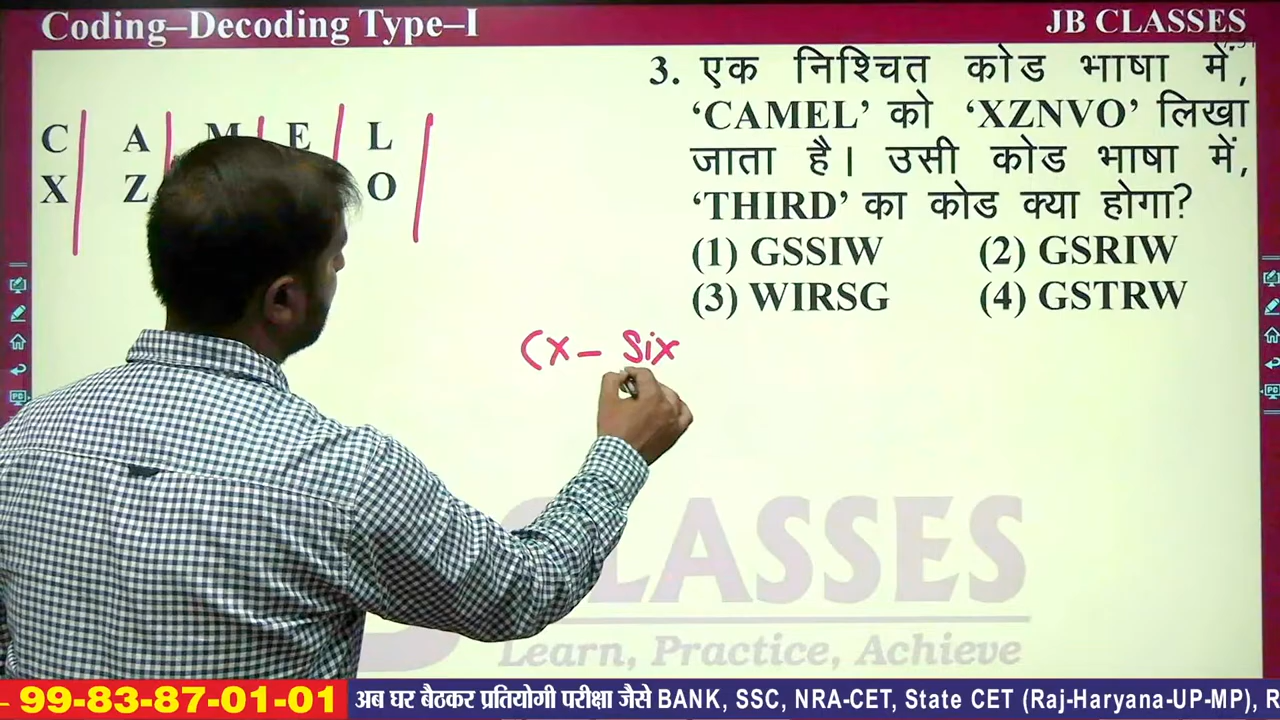 Coding–Decoding Type–I
JB CLASSES
3. एक निश्चित कोड भाषा में,
‘CAMEL’ को ‘XZNVO’ लिखा
जाता है। उसी कोड भाषा में,
‘THIRD’ का कोड क्या होगा?
(1) GSSIW (2) GSRIW
(3) WIRSG (4) GSTRW
C A M E L
X Z O
Cx – Six
CLASSES
Learn, Practice, Achieve
99-83-87-01-01 अब घर बैठकर प्रतियोगी परीक्षा जैसे BANK, SSC, NRA-CET, State CET (Raj-Haryana-UP-MP), R